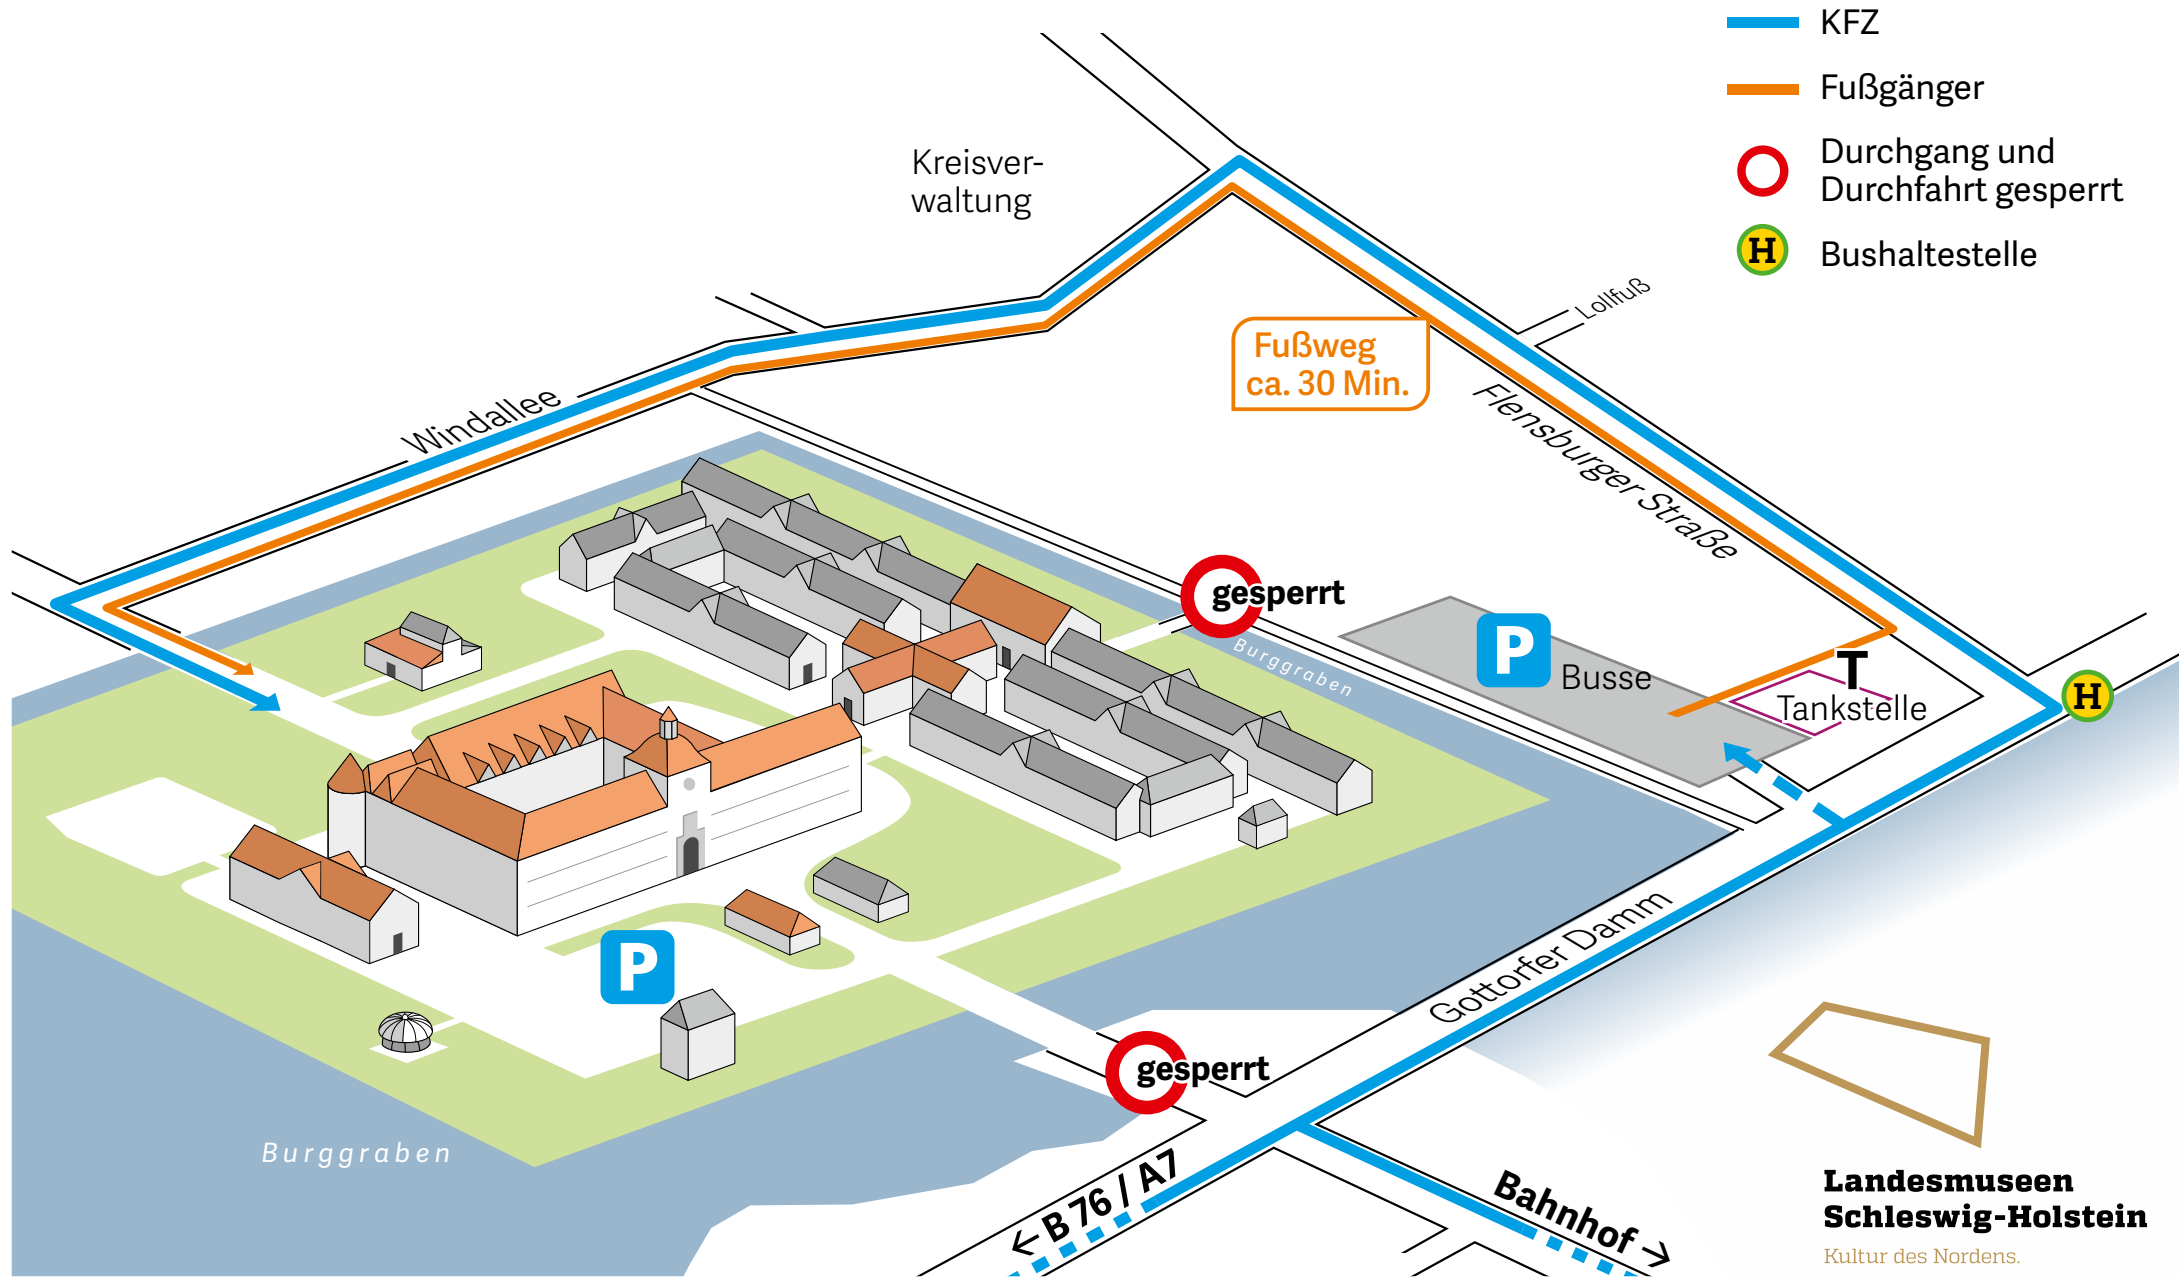 KFZ
Fußgänger
Durchgang und
Durchfahrt gesperrt
H
Bushaltestelle
Kreisver-
waltung
Lollfuß
Fußweg
ca. 30 Min.
Flensburger Straße
Windallee
gesperrt
Burggraben
P
Busse
T
Tankstelle
H
Gottorfer Damm
P
gesperrt
Burggraben
← B 76 / A7
Bahnhof →
Landesmuseen
Schleswig-Holstein
Kultur des Nordens.